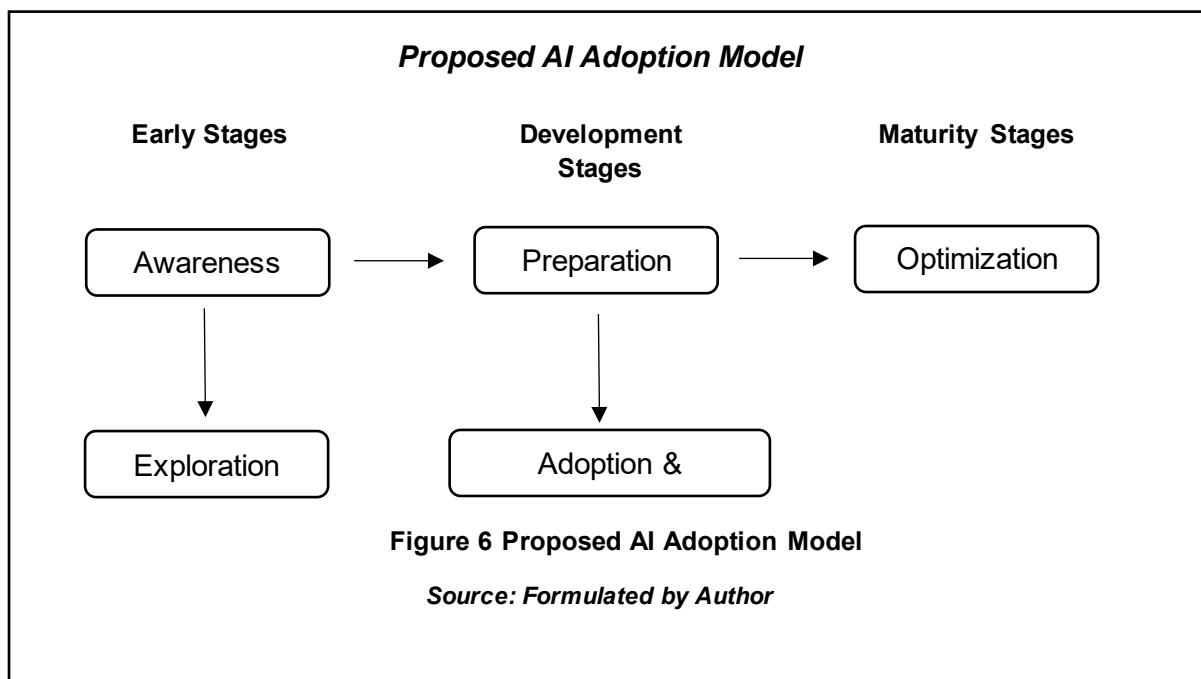 Proposed AI Adoption Model
Early Stages
Development
Stages
Maturity Stages
Awareness
Preparation
Optimization
Exploration
Adoption &
Figure 6 Proposed AI Adoption Model
Source: Formulated by Author